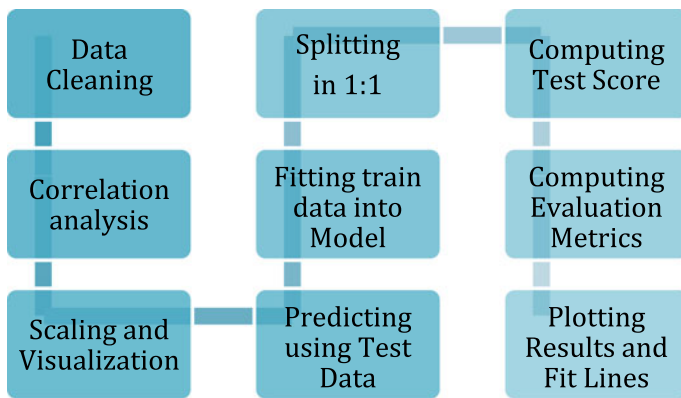 Data
Cleaning
Correlation
analysis
Scaling and
Visualization
Predicting
using Test
Data
Fitting train
data into
Model
Splitting
in 1:1
Computing
Test Score
Computing
Evaluation
Metrics
Plotting
Results and
Fit Lines